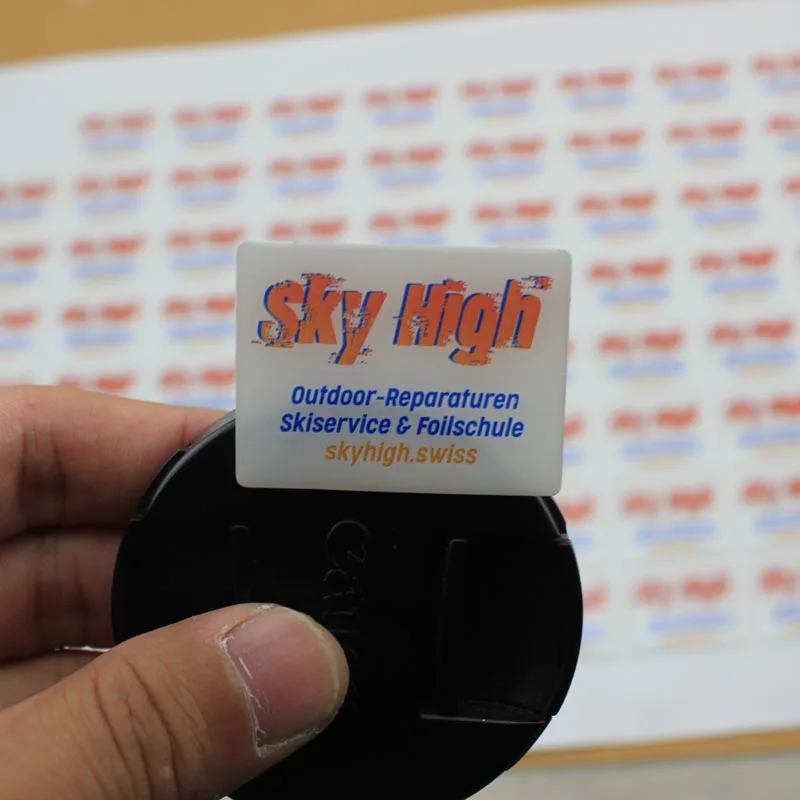 Sky High
Outdoor-Reparaturen
Skiservice & Foilschule
skyhigh.swiss